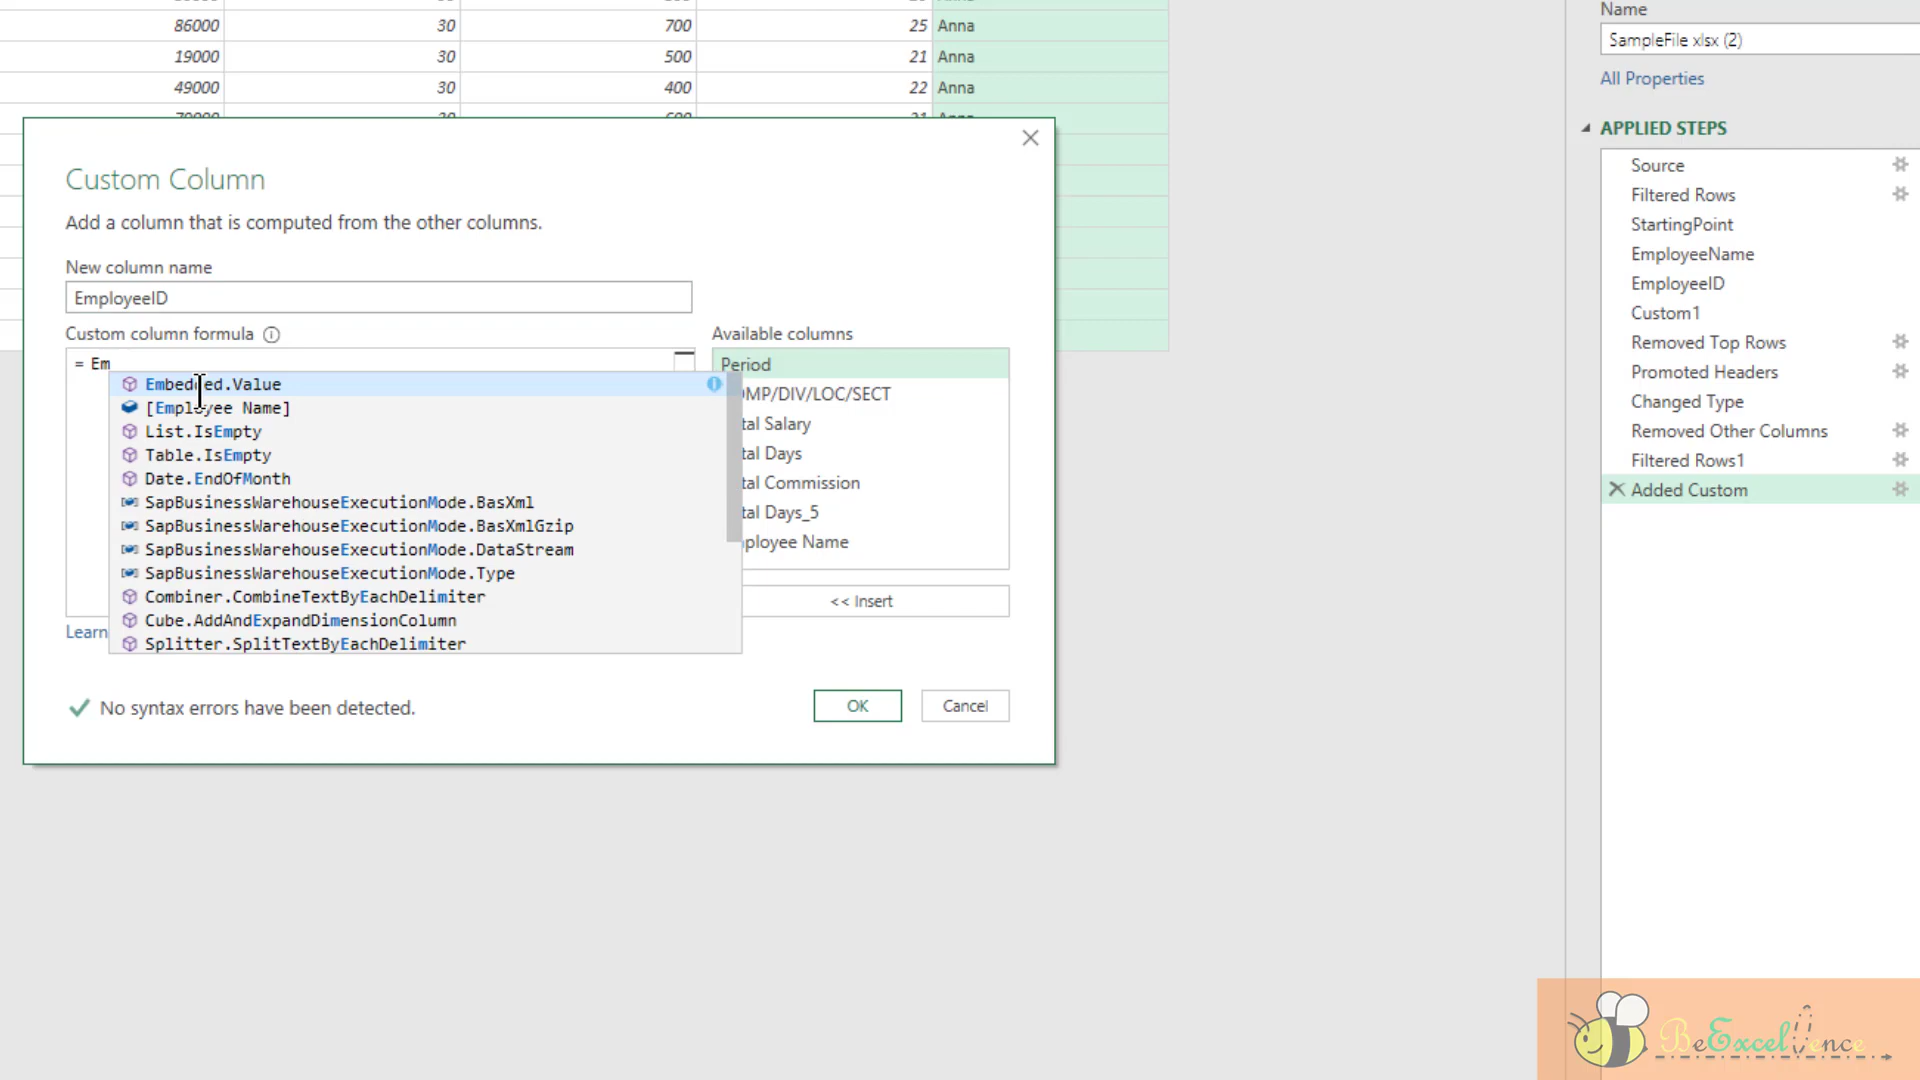 86000 30 700 25 Anna
19000 30 500 21 Anna
49000 30 400 22 Anna
Name
SampleFile xlsx (2)
All Properties
APPLIED STEPS
Source
Filtered Rows
StartingPoint
EmployeeName
EmployeeID
Custom1
Removed Top Rows
Promoted Headers
Changed Type
Removed Other Columns
Filtered Rows1
Added Custom
Custom Column
Add a column that is computed from the other columns.
New column name
EmployeeID
Custom column formula
= Em
Embedded.Value
[Employee Name]
List.IsEmpty
Table.IsEmpty
Date.EndOfMonth
SapBusinessWarehouseExecutionMode.BasXml
SapBusinessWarehouseExecutionMode.BasXmlGzip
SapBusinessWarehouseExecutionMode.DataStream
SapBusinessWarehouseExecutionMode.Type
Combiner.CombineTextByEachDelimiter
Cube.AddAndExpandDimensionColumn
Splitter.SplitTextByEachDelimiter
Learn
Available columns
Period
OMP/DIV/LOC/SECT
tal Salary
tal Days
tal Commission
tal Days_5
ployee Name
<< Insert
No syntax errors have been detected.
OK
Cancel
BeExcellence